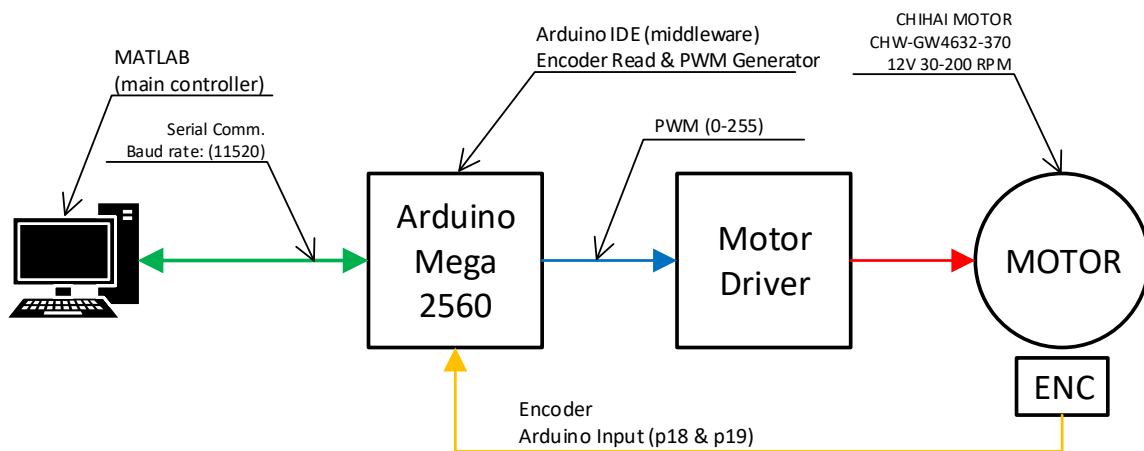 MATLAB
(main controller)
Serial Comm.
Baud rate: (11520)
Arduino IDE (middleware)
Encoder Read & PWM Generator
PWM (0-255)
CHIHAI MOTOR
CHW-GW4632-370
12V 30-200 RPM
Arduino
Mega
2560
Motor
Driver
MOTOR
ENC
Encoder
Arduino Input (p18 & p19)